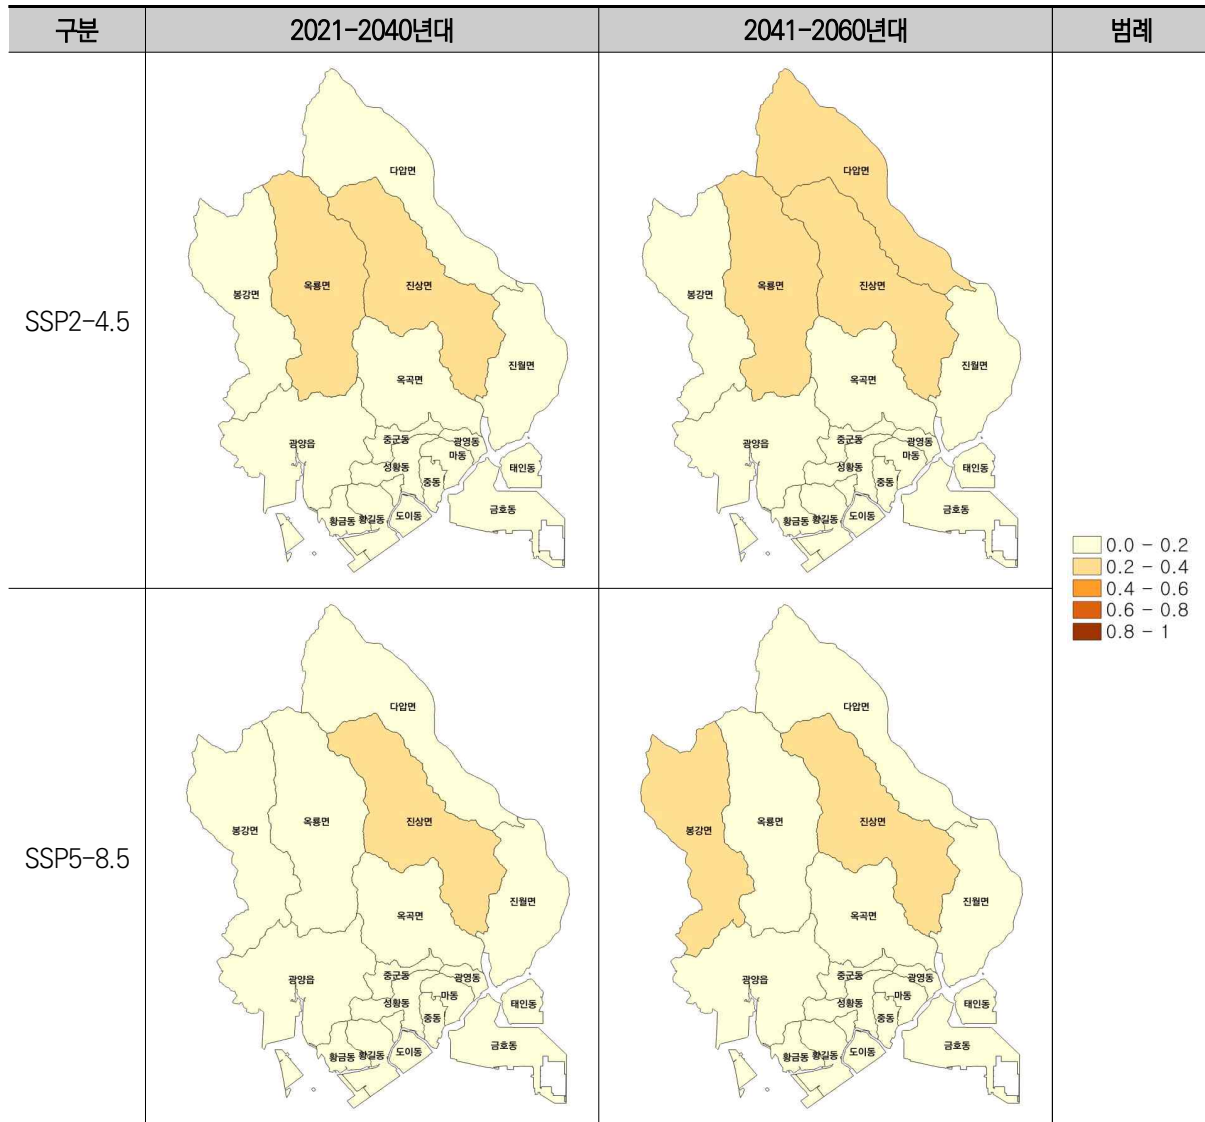 구분 2021-2040년대 2041-2060년대 범례
SSP2-4.5
다압면
봉강면
옥룡면
진상면
진월면
옥곡면
광양읍
중군동
광영동
마동
성황동
태인동
중동
금호동
황금동
황길동
도이동
다압면
봉강면
옥룡면
진상면
진월면
옥곡면
광양읍
중군동
광영동
마동
성황동
태인동
중동
금호동
황금동
황길동
도이동
0.0 - 0.2
0.2 - 0.4
0.4 - 0.6
0.6 - 0.8
0.8 - 1
SSP5-8.5
다압면
봉강면
옥룡면
진상면
진월면
옥곡면
광양읍
중군동
광영동
마동
성황동
태인동
중동
금호동
황금동
황길동
도이동
다압면
봉강면
옥룡면
진상면
진월면
옥곡면
광양읍
중군동
광영동
마동
성황동
태인동
중동
금호동
황금동
황길동
도이동